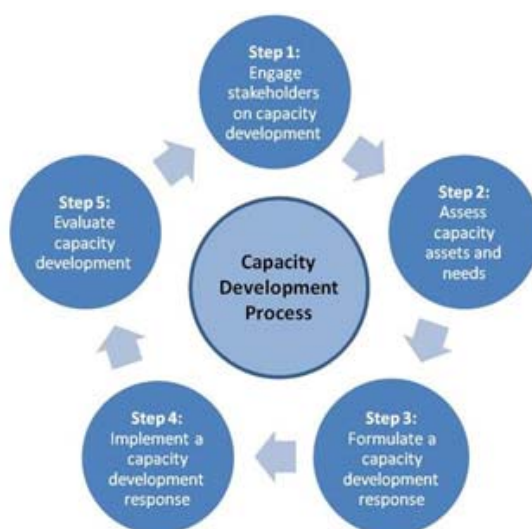 Step 1:
Engage
stakeholders
on capacity
development
Step 2:
Assess
capacity
assets and
needs
Step 3:
Formulate a
capacity
development
response
Step 4:
Implement a
capacity
development
response
Step 5:
Evaluate
capacity
development
Capacity
Development
Process